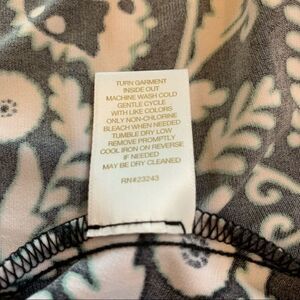 TURN GARMENT
INSIDE OUT
MACHINE WASH COLD
GENTLE CYCLE
WITH LIKE COLORS
ONLY NON-CHLORINE
BLEACH WHEN NEEDED
TUMBLE DRY LOW
REMOVE PROMPTLY
COOL IRON ON REVERSE
IF NEEDED
MAY BE DRY CLEANED
RN#23243